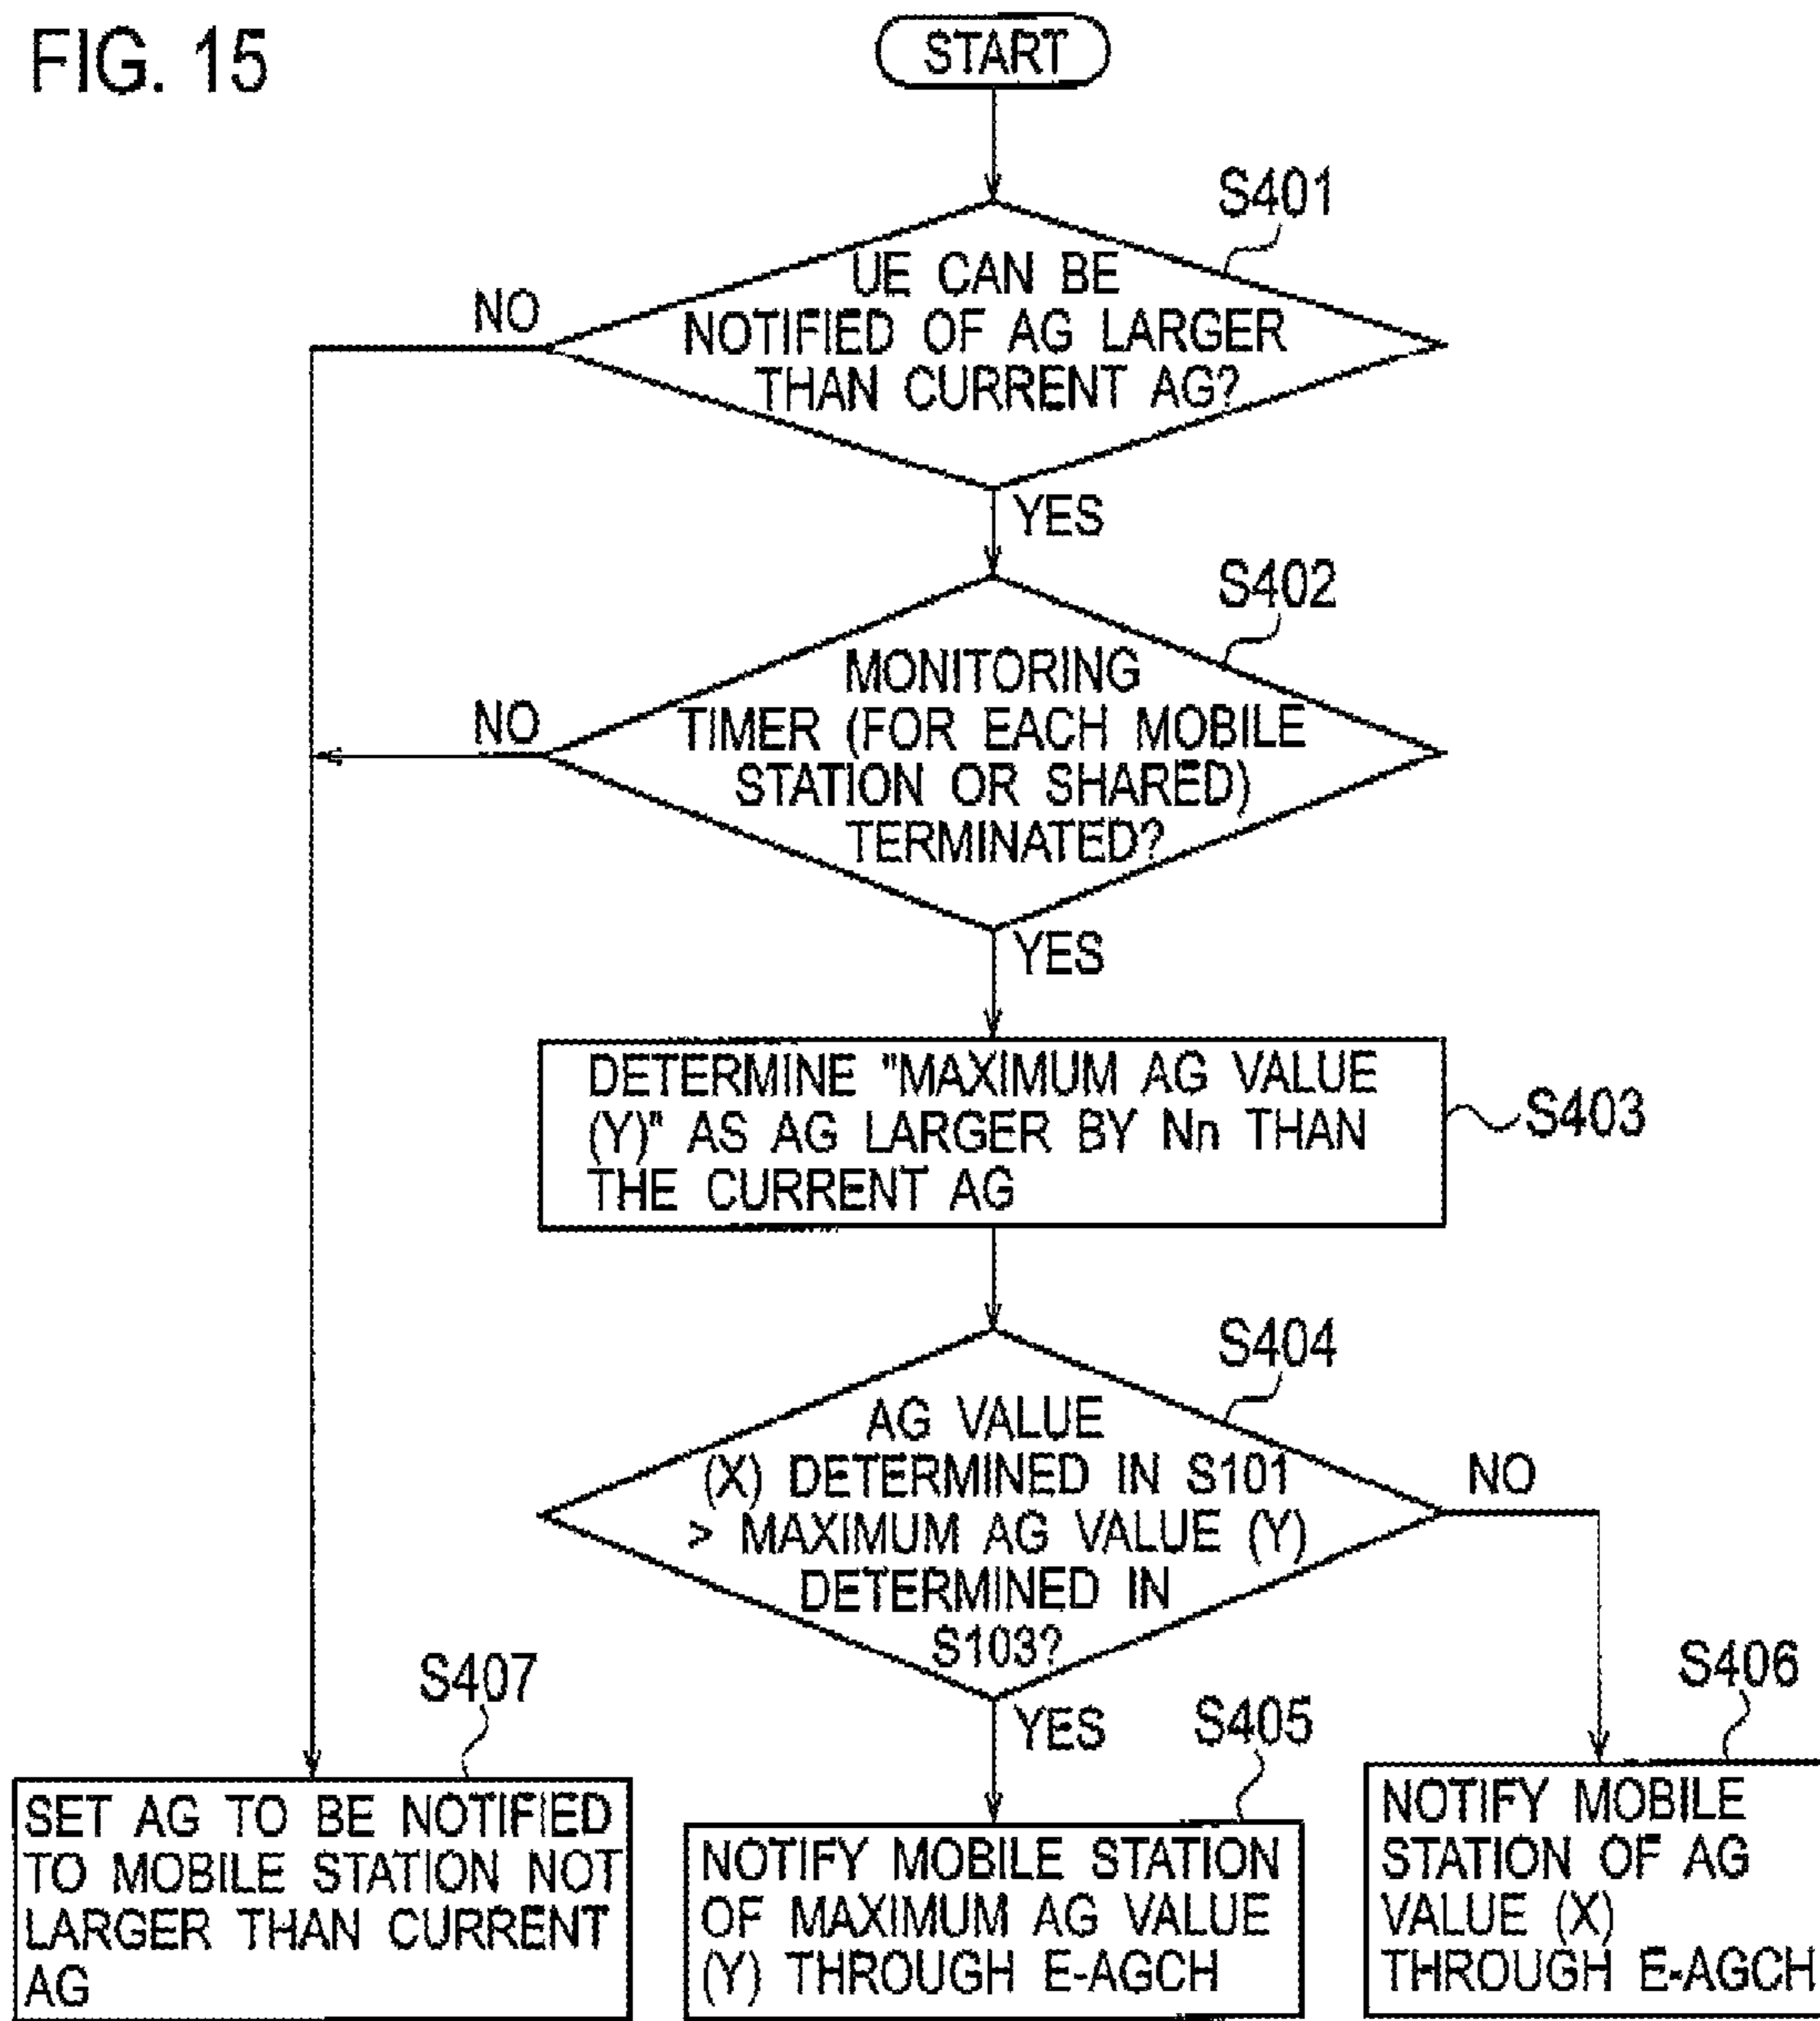 FIG. 15
START
S401
UE CAN BE
NOTIFIED OF AG LARGER
THAN CURRENT AG?
NO
YES
S402
MONITORING
TIMER (FOR EACH MOBILE
STATION OR SHARED)
TERMINATED?
NO
YES
DETERMINE "MAXIMUM AG VALUE
(Y)" AS AG LARGER BY Nn THAN
THE CURRENT AG
S403
S404
AG VALUE
(X) DETERMINED IN S101
> MAXIMUM AG VALUE (Y)
DETERMINED IN
S103?
NO
YES
S407
SET AG TO BE NOTIFIED
TO MOBILE STATION NOT
LARGER THAN CURRENT
AG
S405
NOTIFY MOBILE STATION
OF MAXIMUM AG VALUE
(Y) THROUGH E-AGCH
S406
NOTIFY MOBILE
STATION OF AG
VALUE (X)
THROUGH E-AGCH